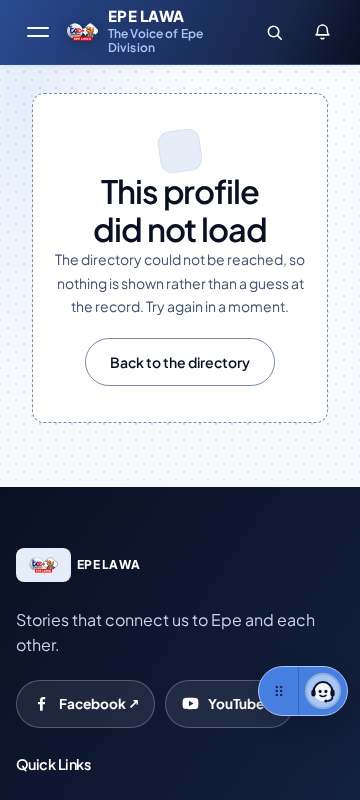 EPE LAWA
The Voice of Epe
Division
This profile
did not load
The directory could not be reached, so
nothing is shown rather than a guess at
the record. Try again in a moment.
Back to the directory
EPE LAWA
Stories that connect us to Epe and each
other.
Facebook ↗
YouTube
Quick Links